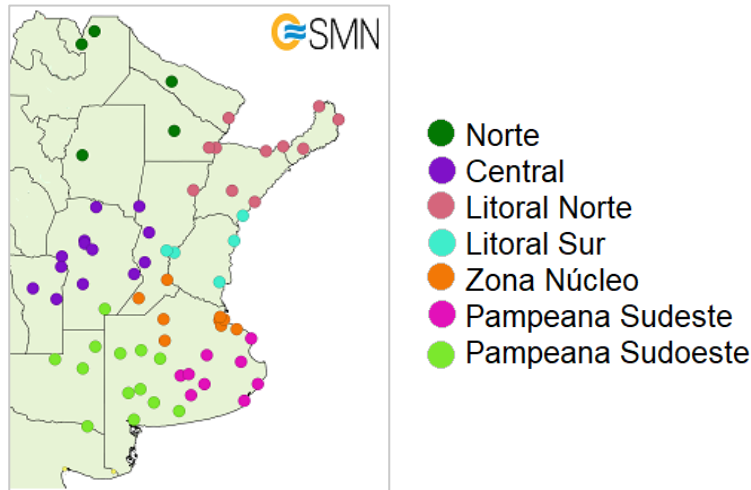 SMN
Norte
Central
Litoral Norte
Litoral Sur
Zona Núcleo
Pampeana Sudeste
Pampeana Sudoeste